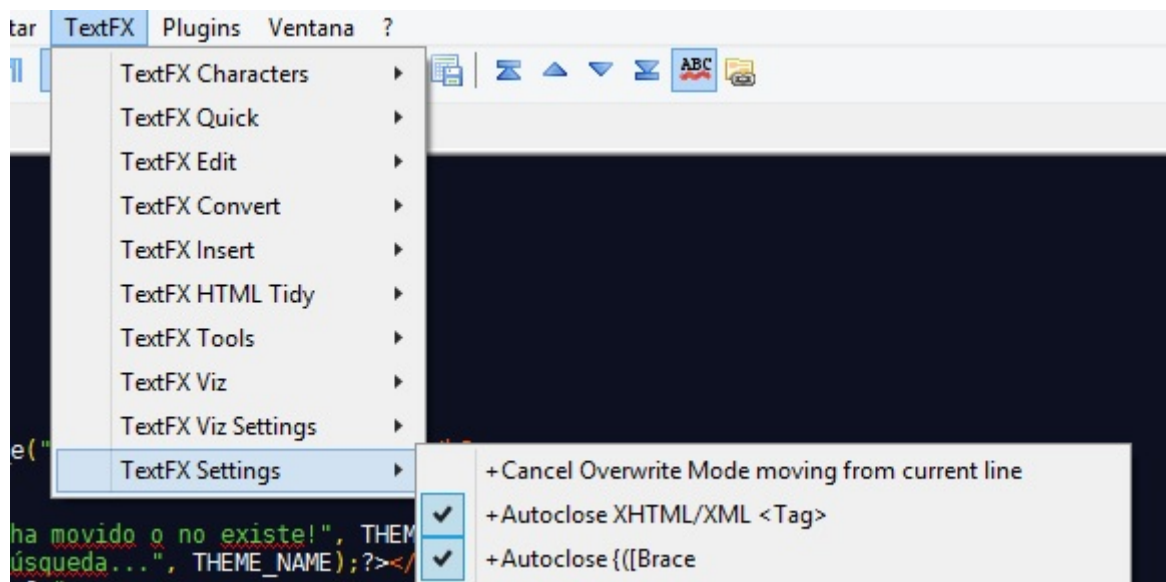 tar TextFX Plugins Ventana ?
ABC
TextFX Characters
TextFX Quick
TextFX Edit
TextFX Convert
TextFX Insert
TextFX HTML Tidy
TextFX Tools
TextFX Viz
TextFX Viz Settings
e("
TextFX Settings
+Cancel Overwrite Mode moving from current line
+Autoclose XHTML/XML <Tag>
ha movido o no existe!", THEM
+Autoclose {([Brace
úsqueda...", THEME_NAME);?></